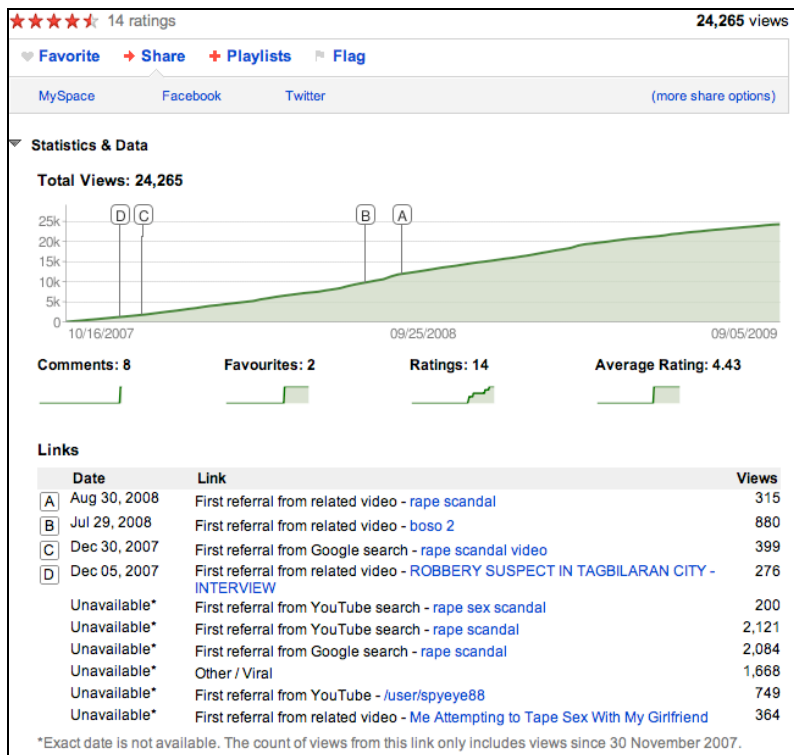 14 ratings 24,265 views
Favorite Share Playlists Flag
MySpace Facebook Twitter (more share options)
Statistics & Data
Total Views: 24,265
D C B A
25k
20k
15k
10k
5k
0
10/16/2007 09/25/2008 09/05/2009
Comments: 8 Favourites: 2 Ratings: 14 Average Rating: 4.43
Links
Date Link Views
A Aug 30, 2008 First referral from related video - rape scandal 315
B Jul 29, 2008 First referral from related video - boso 2 880
C Dec 30, 2007 First referral from Google search - rape scandal video 399
D Dec 05, 2007 First referral from related video - ROBBERY SUSPECT IN TAGBILARAN CITY - 276
INTERVIEW
Unavailable* First referral from YouTube search - rape sex scandal 200
Unavailable* First referral from YouTube search - rape scandal 2,121
Unavailable* First referral from Google search - rape scandal 2,084
Unavailable* Other / Viral 1,668
Unavailable* First referral from YouTube - /user/spyeye88 749
Unavailable* First referral from related video - Me Attempting to Tape Sex With My Girlfriend 364
*Exact date is not available. The count of views from this link only includes views since 30 November 2007.